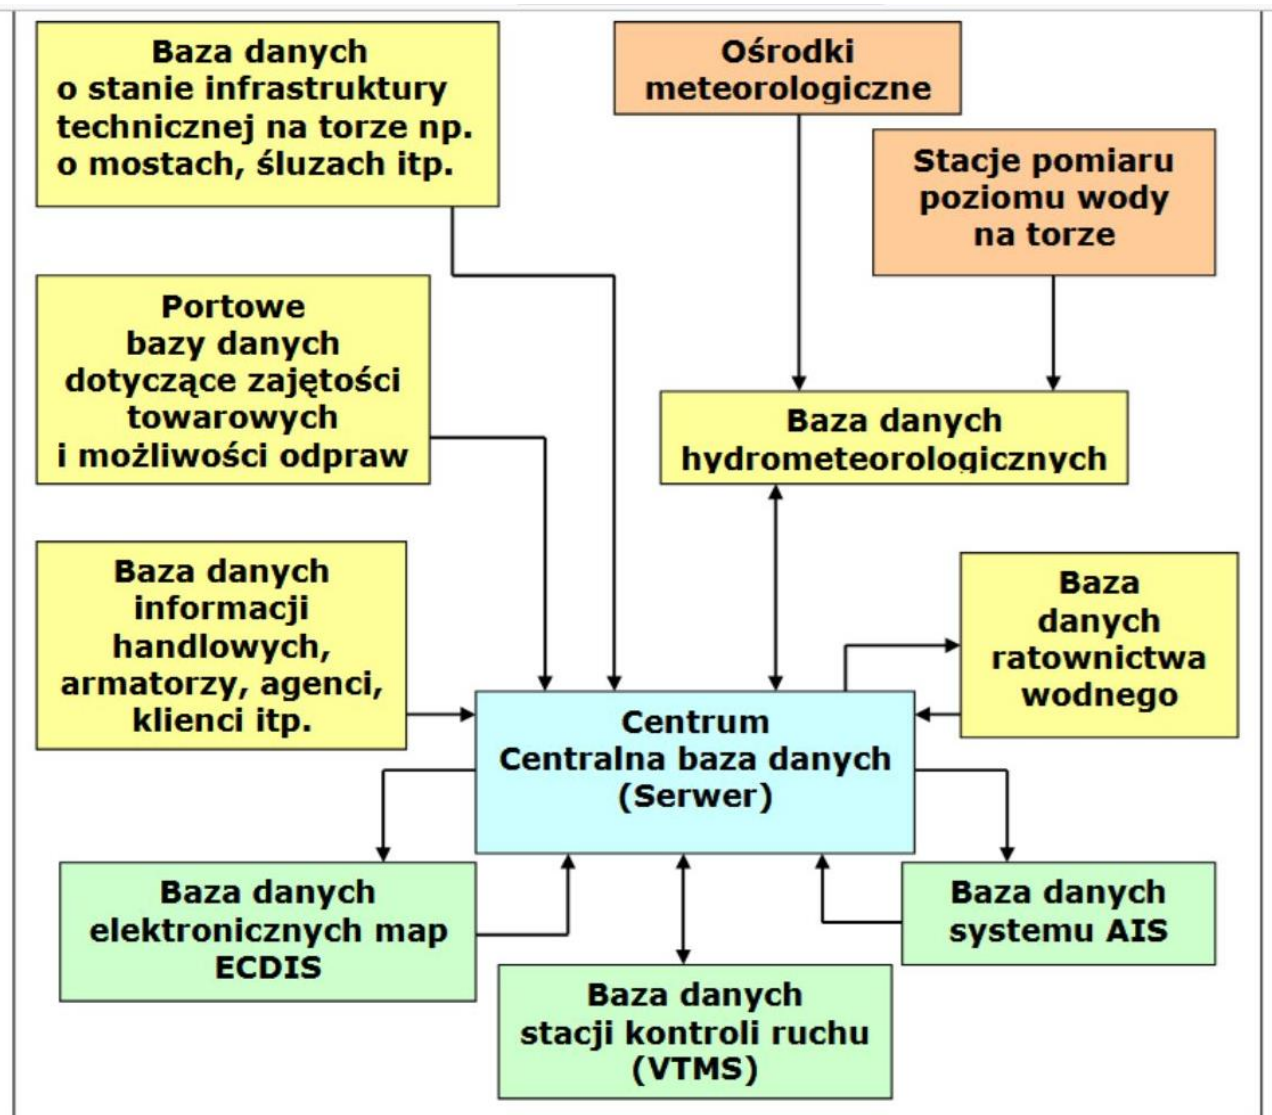 Baza danych
o stanie infrastruktury
technicznej na torze np.
o mostach, śluzach itp.
Ośrodki
meteorologiczne
Stacje pomiaru
poziomu wody
na torze
Portowe
bazy danych
dotyczące zajętości
towarowych
i możliwości odpraw
Baza danych
hydrometeorologicznych
Baza danych
informacji
handlowych,
armatorzy, agenci,
klienci itp.
Baza
danych
ratownictwa
wodnego
Centrum
Centralna baza danych
(Serwer)
Baza danych
elektronicznych map
ECDIS
Baza danych
stacji kontroli ruchu
(VTMS)
Baza danych
systemu AIS